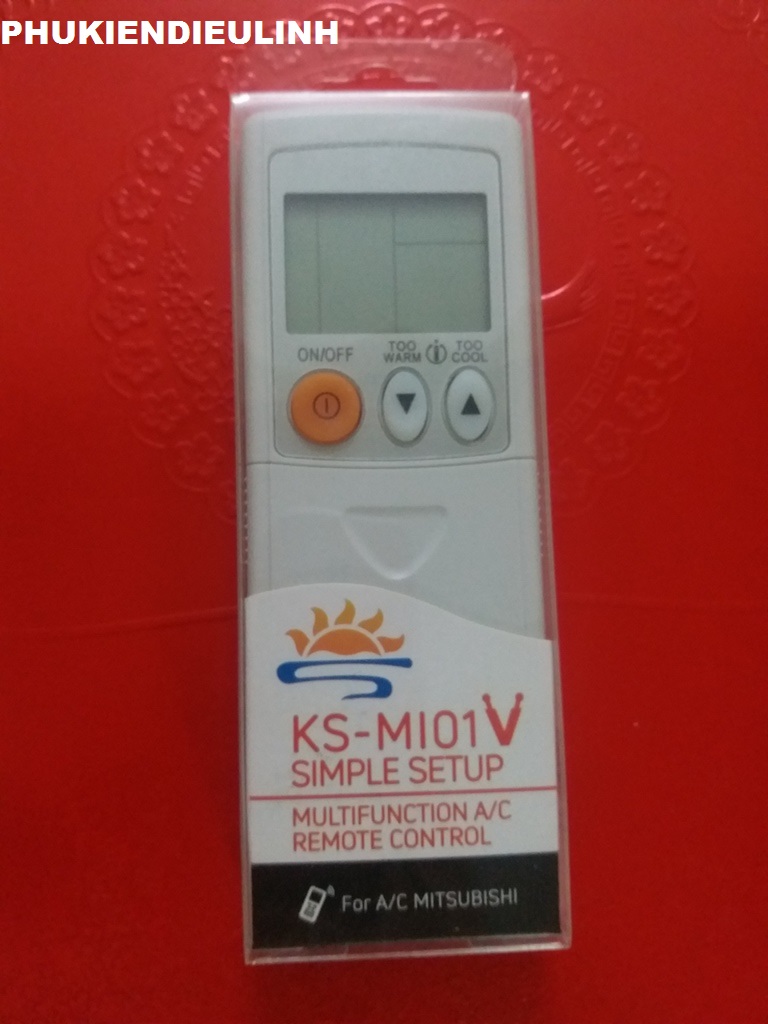 PHUKIENDIEULINH
ON/OFF
TOO WARM
TOO COOL
KS-MI01V
SIMPLE SETUP
MULTIFUNCTION A/C
REMOTE CONTROL
For A/C MITSUBISHI